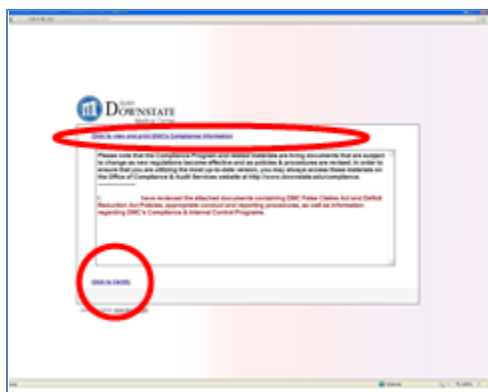 SUNY
DOWNSTATE
Medical Center
Click to view and print DMC's Compliance Information
Please note that the Compliance Program and related materials are living documents that are subject
to change as new regulations become effective and as policies & procedures are revised. In order to
ensure that you are utilizing the most up-to-date version, you may always access these materials on
the Office of Compliance & Audit Services website at http://www.downstate.edu/compliance.
I, have reviewed the attached documents containing DMC False Claims Act and Deficit
Reduction Act Policies, appropriate conduct and reporting procedures, as well as information
regarding DMC's Compliance & Internal Control Programs.
Click to Certify
Internet